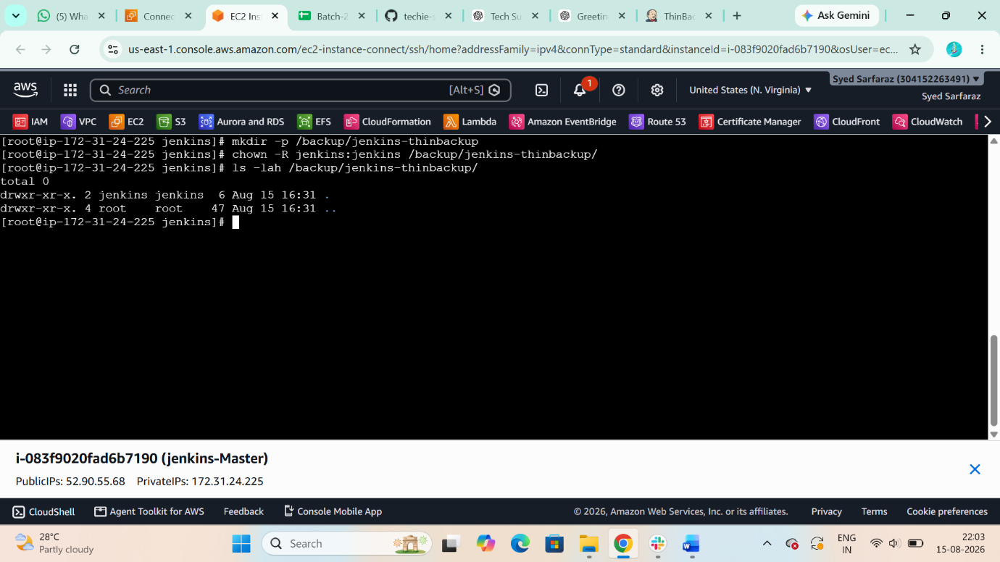 (5) Wha
Connec
EC2 Ins
Batch-2
techie-s
Tech Su
Greetin
ThinBac
Ask Gemini
us-east-1.console.aws.amazon.com/ec2-instance-connect/ssh/home?addressFamily=ipv4&connType=standard&instanceId=i-083f9020fad6b7190&osUser=ec...
aws
Search
[Alt+S]
1
United States (N. Virginia)
Syed Sarfaraz (304152263491)
Syed Sarfaraz
IAM
VPC
EC2
S3
Aurora and RDS
EFS
CloudFormation
Lambda
Amazon EventBridge
Route 53
Certificate Manager
CloudFront
CloudWatch
[root@ip-172-31-24-225 jenkins]# mkdir -p /backup/jenkins-thinbackup
[root@ip-172-31-24-225 jenkins]# chown -R jenkins:jenkins /backup/jenkins-thinbackup/
[root@ip-172-31-24-225 jenkins]# ls -lah /backup/jenkins-thinbackup/
total 0
drwxr-xr-x. 2 jenkins jenkins  6 Aug 15 16:31 .
drwxr-xr-x. 4 root    root    47 Aug 15 16:31 ..
[root@ip-172-31-24-225 jenkins]#
i-083f9020fad6b7190 (jenkins-Master)
PublicIPs: 52.90.55.68    PrivateIPs: 172.31.24.225
CloudShell
Agent Toolkit for AWS
Feedback
Console Mobile App
© 2026, Amazon Web Services, Inc. or its affiliates.
Privacy
Terms
Cookie preferences
28°C
Partly cloudy
Search
ENG
IN
22:03
15-08-2026